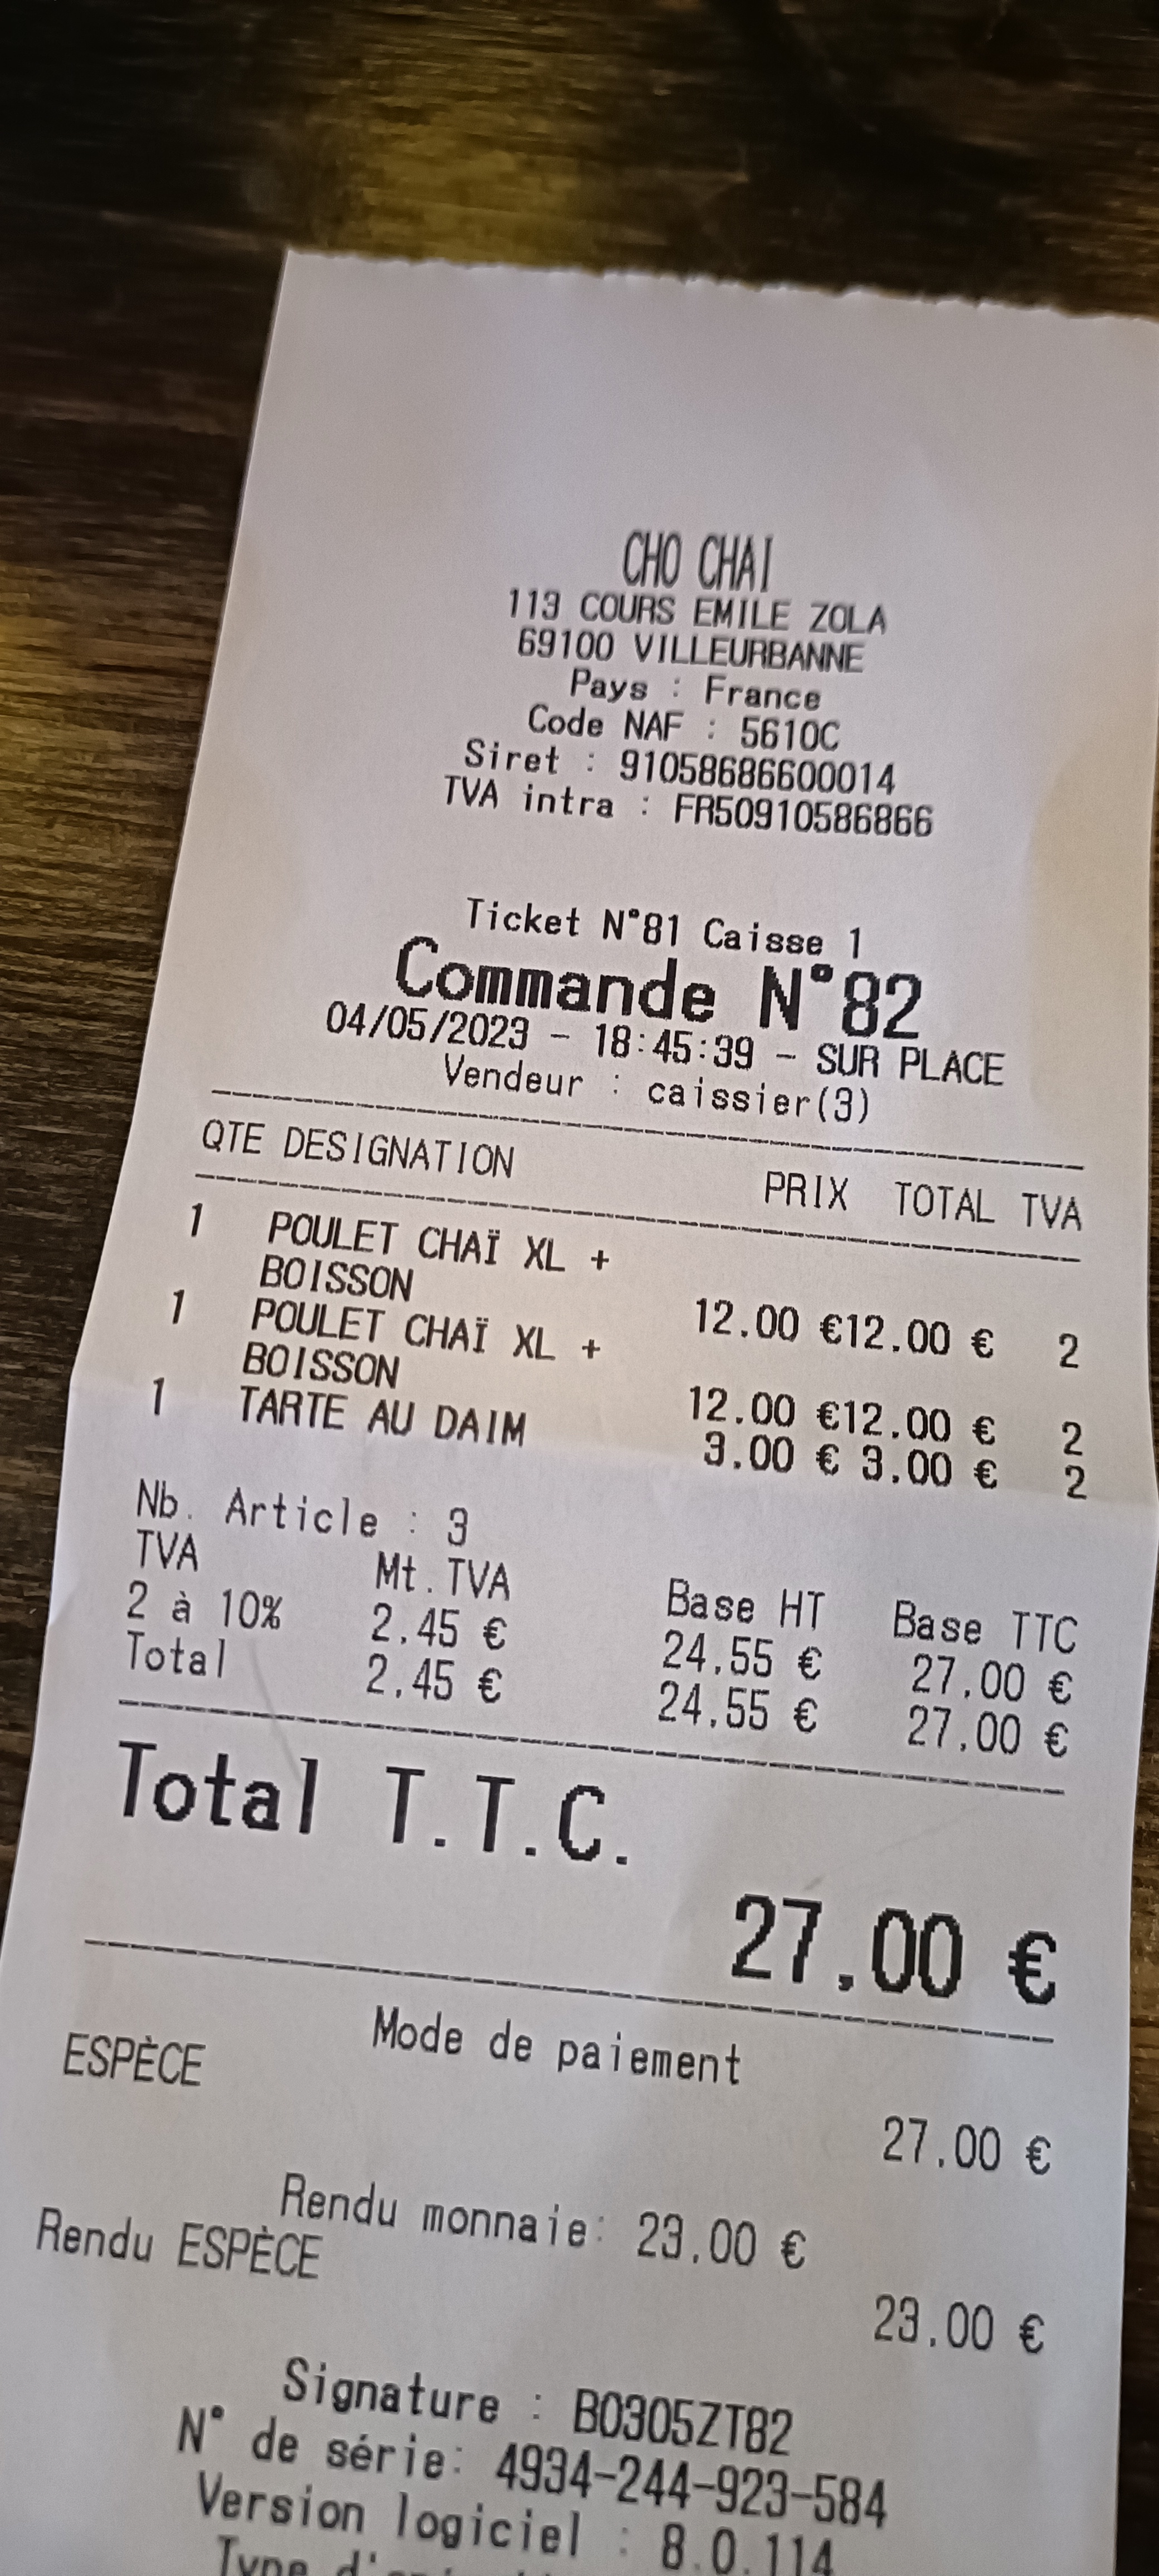 CHO CHAI
113 COURS EMILE ZOLA
69100 VILLEURBANNE
Pays : France
Code NAF : 5610C
Siret : 91058686600014
TVA intra : FR50910586866
Ticket N°81 Caisse 1
Commande N°82
04/05/2023 - 18:45:39 - SUR PLACE
Vendeur : caissier(3)
QTE DESIGNATION PRIX TOTAL TVA
1 POULET CHAÏ XL +
BOISSON 12.00 €12.00 € 2
1 POULET CHAÏ XL +
BOISSON 12.00 €12.00 € 2
1 TARTE AU DAIM 3.00 € 3.00 € 2
Nb. Article : 3
TVA Mt.TVA Base HT Base TTC
2 à 10% 2.45 € 24.55 € 27.00 €
Total 2.45 € 24.55 € 27.00 €
Total T.T.C.
27.00 €
Mode de paiement
ESPÈCE 27.00 €
Rendu monnaie: 23.00 €
Rendu ESPÈCE 23.00 €
Signature : B0305ZT82
N° de série: 4934-244-923-584
Version logiciel : 8.0.114
Type